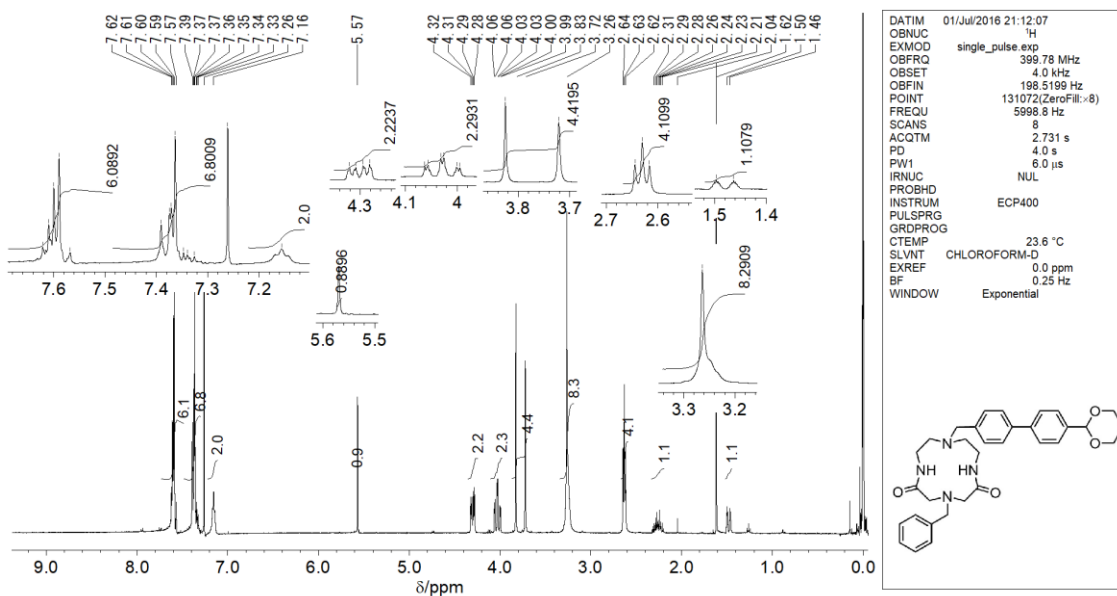 7.62 7.61 7.60 7.59 7.57 7.39 7.37 7.37 7.36 7.35 7.34 7.33 7.26 7.16
5.57
4.32 4.31 4.29 4.28 4.06 4.06 4.03 4.03 4.00 3.99 3.83 3.72 3.26
2.64 2.63 2.62 2.31 2.29 2.28 2.26 2.24 2.23 2.21 2.04 1.62 1.50 1.46
6.0892
6.8009
2.0
7.6 7.5 7.4 7.3 7.2
0.8896
5.6 5.5
2.2237
4.3
2.2931
4.1 4
4.4195
3.8 3.7
4.1099
2.7 2.6
1.1079
1.5 1.4
8.2909
3.3 3.2
6.1
6.8
2.0
0.9
2.2
2.3
4.4
8.3
4.1
1.1
1.1
9.0 8.0 7.0 6.0 5.0 4.0 3.0 2.0 1.0 0.0
δ/ppm
DATIM 01/Jul/2016 21:12:07
OBNUC 1H
EXMOD single_pulse.exp
OBFRQ 399.78 MHz
OBSET 4.0 kHz
OBFIN 198.5199 Hz
POINT 131072(ZeroFill:×8)
FREQU 5998.8 Hz
SCANS 8
ACQTM 2.731 s
PD 4.0 s
PW1 6.0 μs
IRNUC NUL
PROBHD
INSTRUM ECP400
PULSPRG
GRDPROG
CTEMP 23.6 °C
SLVNT CHLOROFORM-D
EXREF 0.0 ppm
BF 0.25 Hz
WINDOW Exponential
O
O
N
NH HN
O O
N